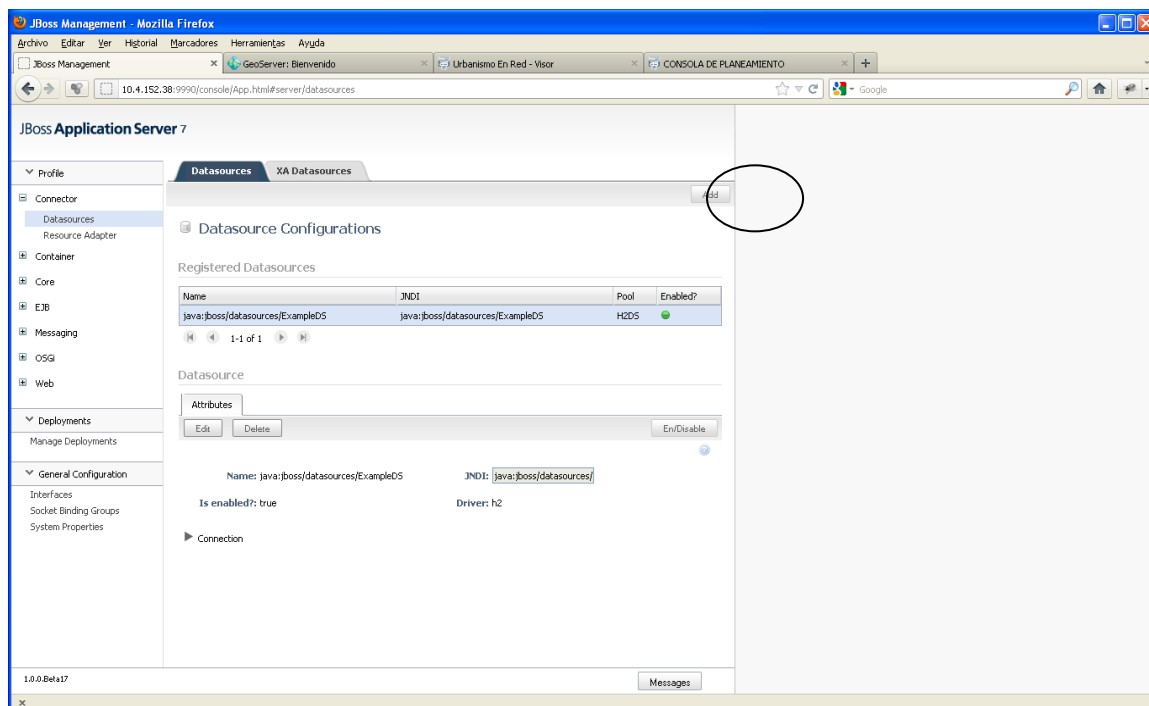 JBoss Management - Mozilla Firefox
Archivo Editar Ver Historial Marcadores Herramientas Ayuda
JBoss Management × GeoServer: Bienvenido × Urbanismo En Red - Visor × CONSOLA DE PLANEAMIENTO × +
10.4.152.38:9990/console/App.html#server/datasources Google
JBoss Application Server 7
Profile
Connector
Datasources
Resource Adapter
Container
Core
EJB
Messaging
OSGi
Web
Deployments
Manage Deployments
General Configuration
Interfaces
Socket Binding Groups
System Properties
Datasources XA Datasources
Add
Datasource Configurations
Registered Datasources
Name JNDI Pool Enabled?
java:jboss/datasources/ExampleDS java:jboss/datasources/ExampleDS H2DS
1-1 of 1
Datasource
Attributes
Edit Delete En/Disable
Name: java:jboss/datasources/ExampleDS JNDI: java:jboss/datasources/
Is enabled?: true Driver: h2
Connection
1.0.0.Beta17 Messages
×